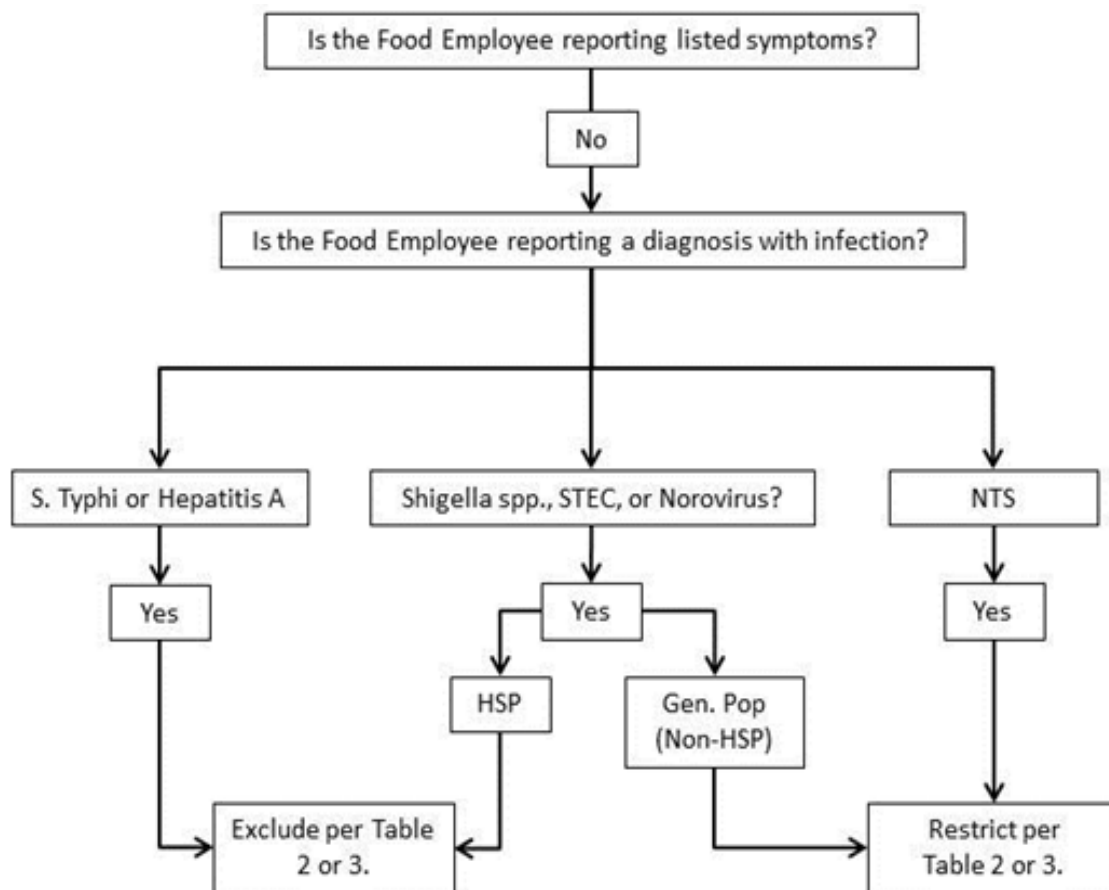 Is the Food Employee reporting listed symptoms?
No
Is the Food Employee reporting a diagnosis with infection?
S. Typhi or Hepatitis A
Shigella spp., STEC, or Norovirus?
NTS
Yes
Yes
Yes
HSP
Gen. Pop
(Non-HSP)
Exclude per Table
2 or 3.
Restrict per
Table 2 or 3.